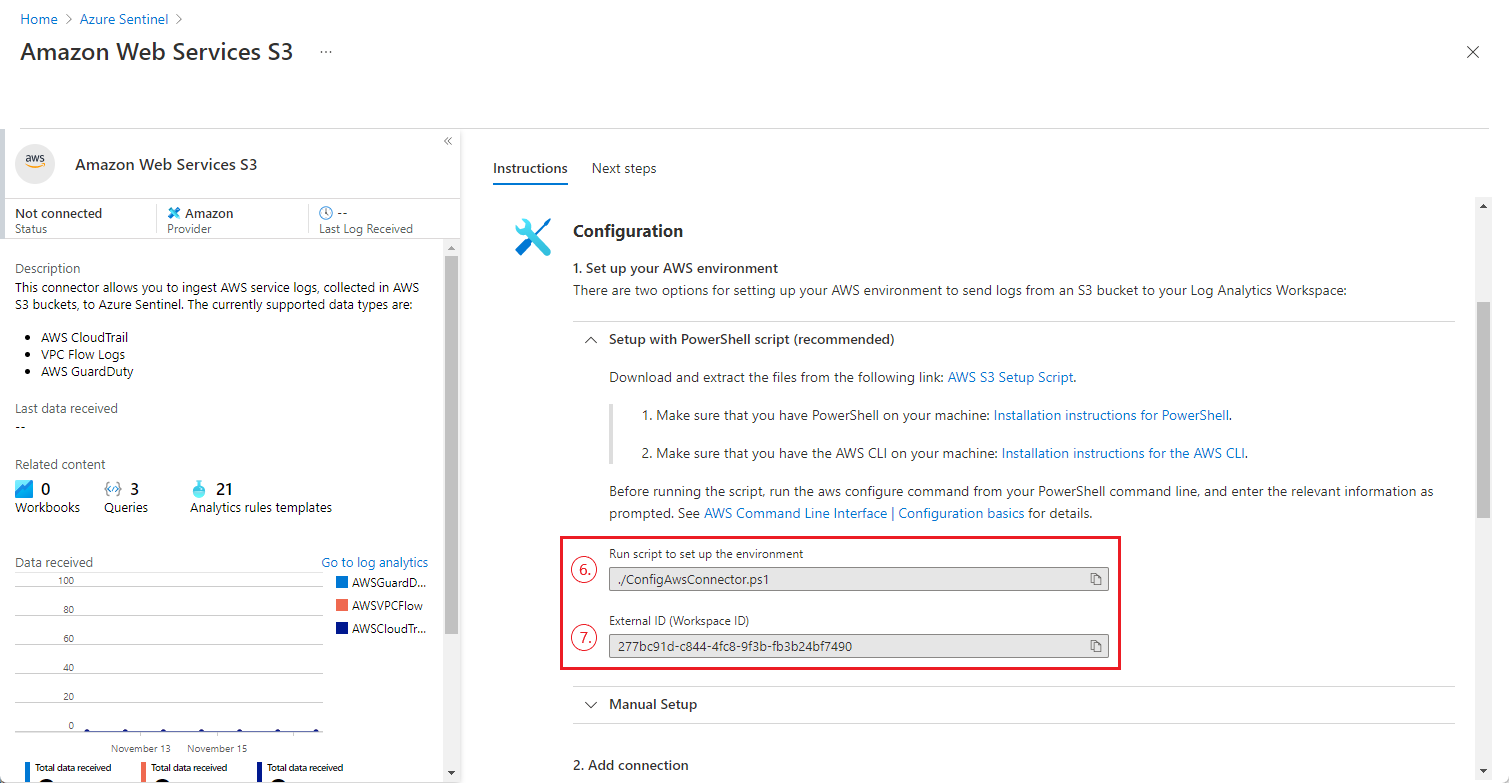 Home > Azure Sentinel >
Amazon Web Services S3 ...
aws
Amazon Web Services S3
Not connected
Status
Amazon
Provider
--
Last Log Received
Description
This connector allows you to ingest AWS service logs, collected in AWS
S3 buckets, to Azure Sentinel. The currently supported data types are:
• AWS CloudTrail
• VPC Flow Logs
• AWS GuardDuty
Last data received
--
Related content
0
Workbooks
3
Queries
21
Analytics rules templates
Data received
Go to log analytics
100
80
60
40
20
0
November 13
November 15
AWSGuardD...
AWSVPCFlow
AWSCloudTr...
Total data received
Total data received
Total data received
Instructions
Next steps
Configuration
1. Set up your AWS environment
There are two options for setting up your AWS environment to send logs from an S3 bucket to your Log Analytics Workspace:
Setup with PowerShell script (recommended)
Download and extract the files from the following link: AWS S3 Setup Script.
1. Make sure that you have PowerShell on your machine: Installation instructions for PowerShell.
2. Make sure that you have the AWS CLI on your machine: Installation instructions for the AWS CLI.
Before running the script, run the aws configure command from your PowerShell command line, and enter the relevant information as
prompted. See AWS Command Line Interface | Configuration basics for details.
6.
Run script to set up the environment
./ConfigAwsConnector.ps1
7.
External ID (Workspace ID)
277bc91d-c844-4fc8-9f3b-fb3b24bf7490
Manual Setup
2. Add connection